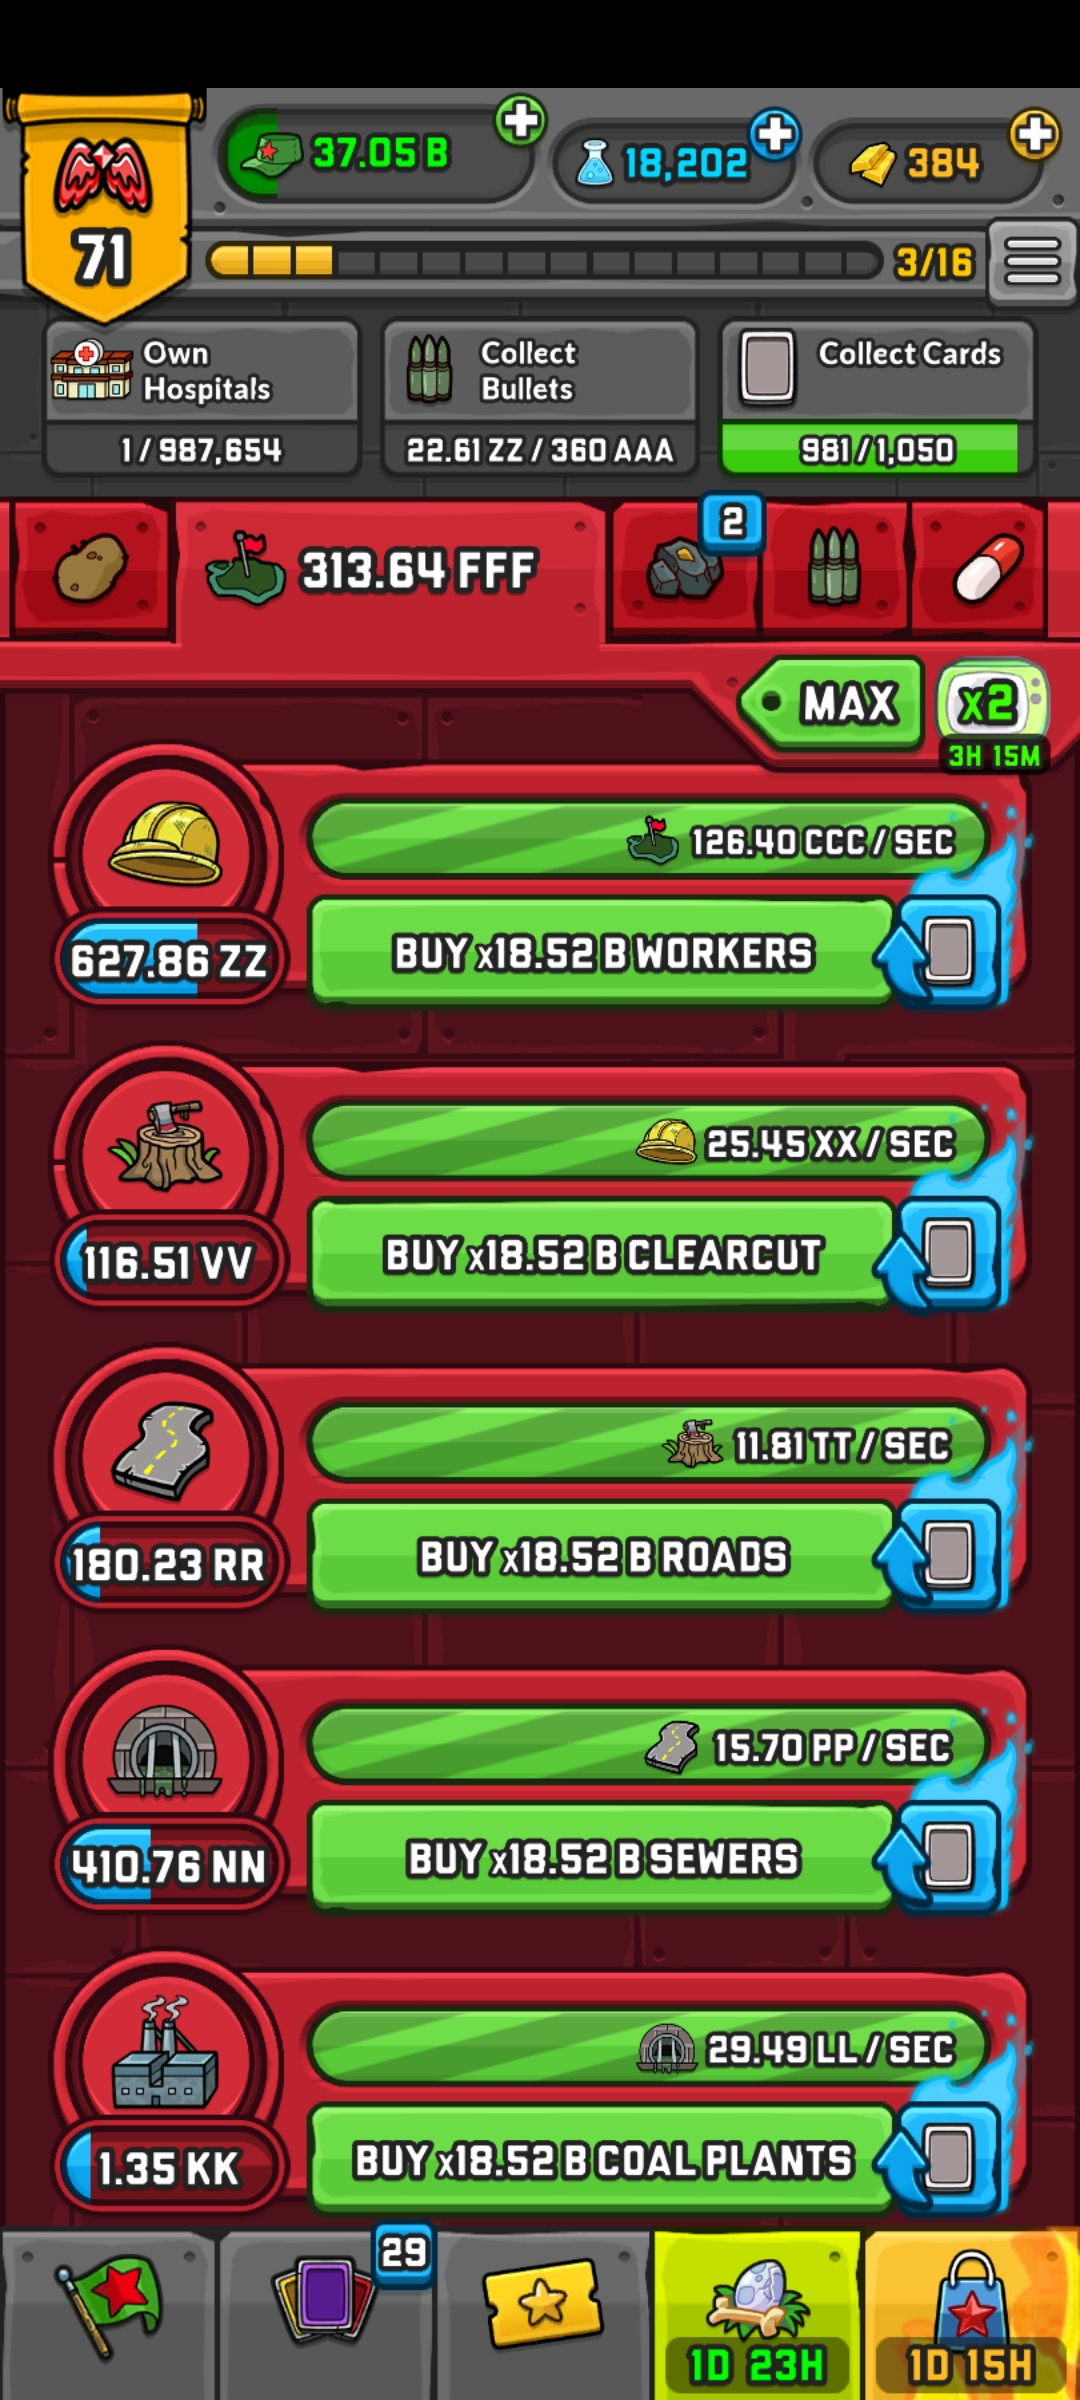 37.05 B
18,202
384
71
3/16
Own
Hospitals
Collect
Bullets
Collect Cards
1 / 987,654
22.61 ZZ / 360 AAA
981 / 1,050
313.64 FFF
2
MAX
x2
3H 15M
126.40 CCC / SEC
627.86 ZZ
BUY x18.52 B WORKERS
25.45 XX / SEC
116.51 VV
BUY x18.52 B CLEARCUT
11.81 TT / SEC
180.23 RR
BUY x18.52 B ROADS
15.70 PP / SEC
410.76 NN
BUY x18.52 B SEWERS
29.49 LL / SEC
1.35 KK
BUY x18.52 B COAL PLANTS
29
1D 23H
1D 15H